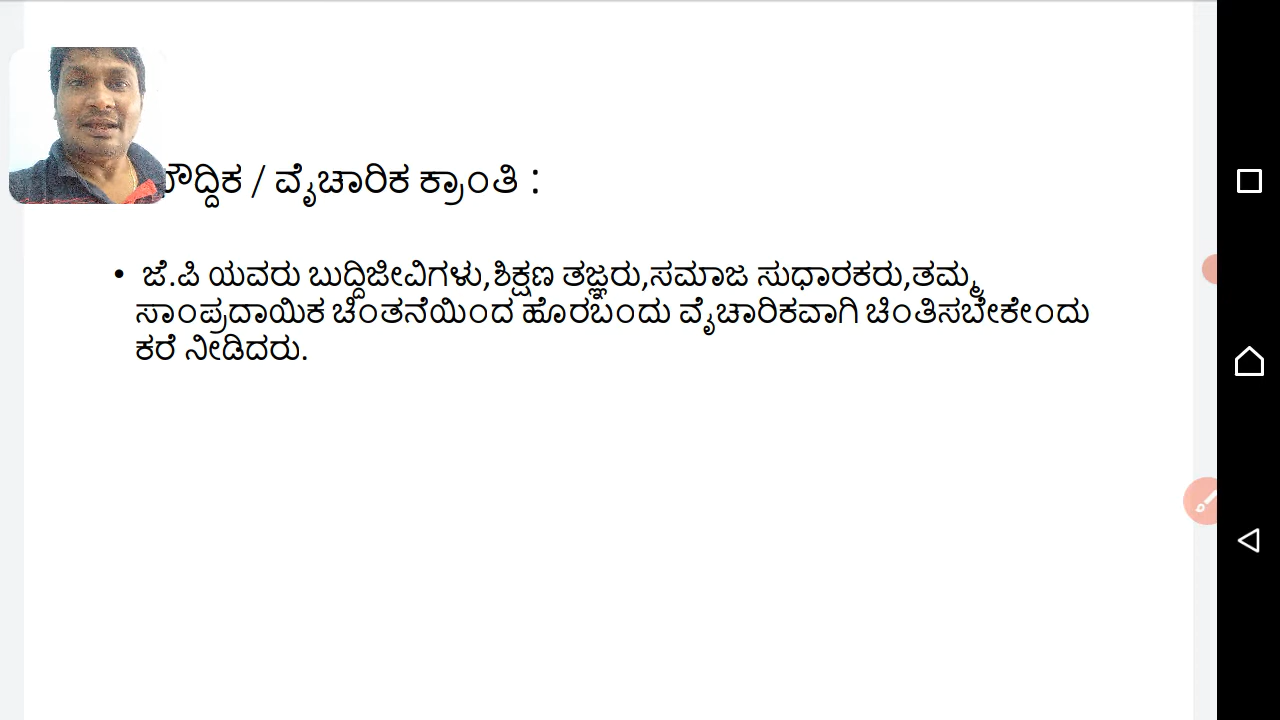 / ವೈಚಾರಿಕ ಕ್ರಾಂತಿ :
• ಜೆ.ಪಿ ಯವರು ಬುದ್ದಿಜೀವಿಗಳು,ಶಿಕ್ಷಣ ತಜ್ಞರು,ಸಮಾಜ ಸುಧಾರಕರು,ತಮ್ಮ
ಸಾಂಪ್ರದಾಯಿಕ ಚಿಂತನೆಯಿಂದ ಹೊರಬಂದು ವೈಚಾರಿಕವಾಗಿ ಚಿಂತಿಸಬೇಕೇಂದು
ಕರೆ ನೀಡಿದರು.